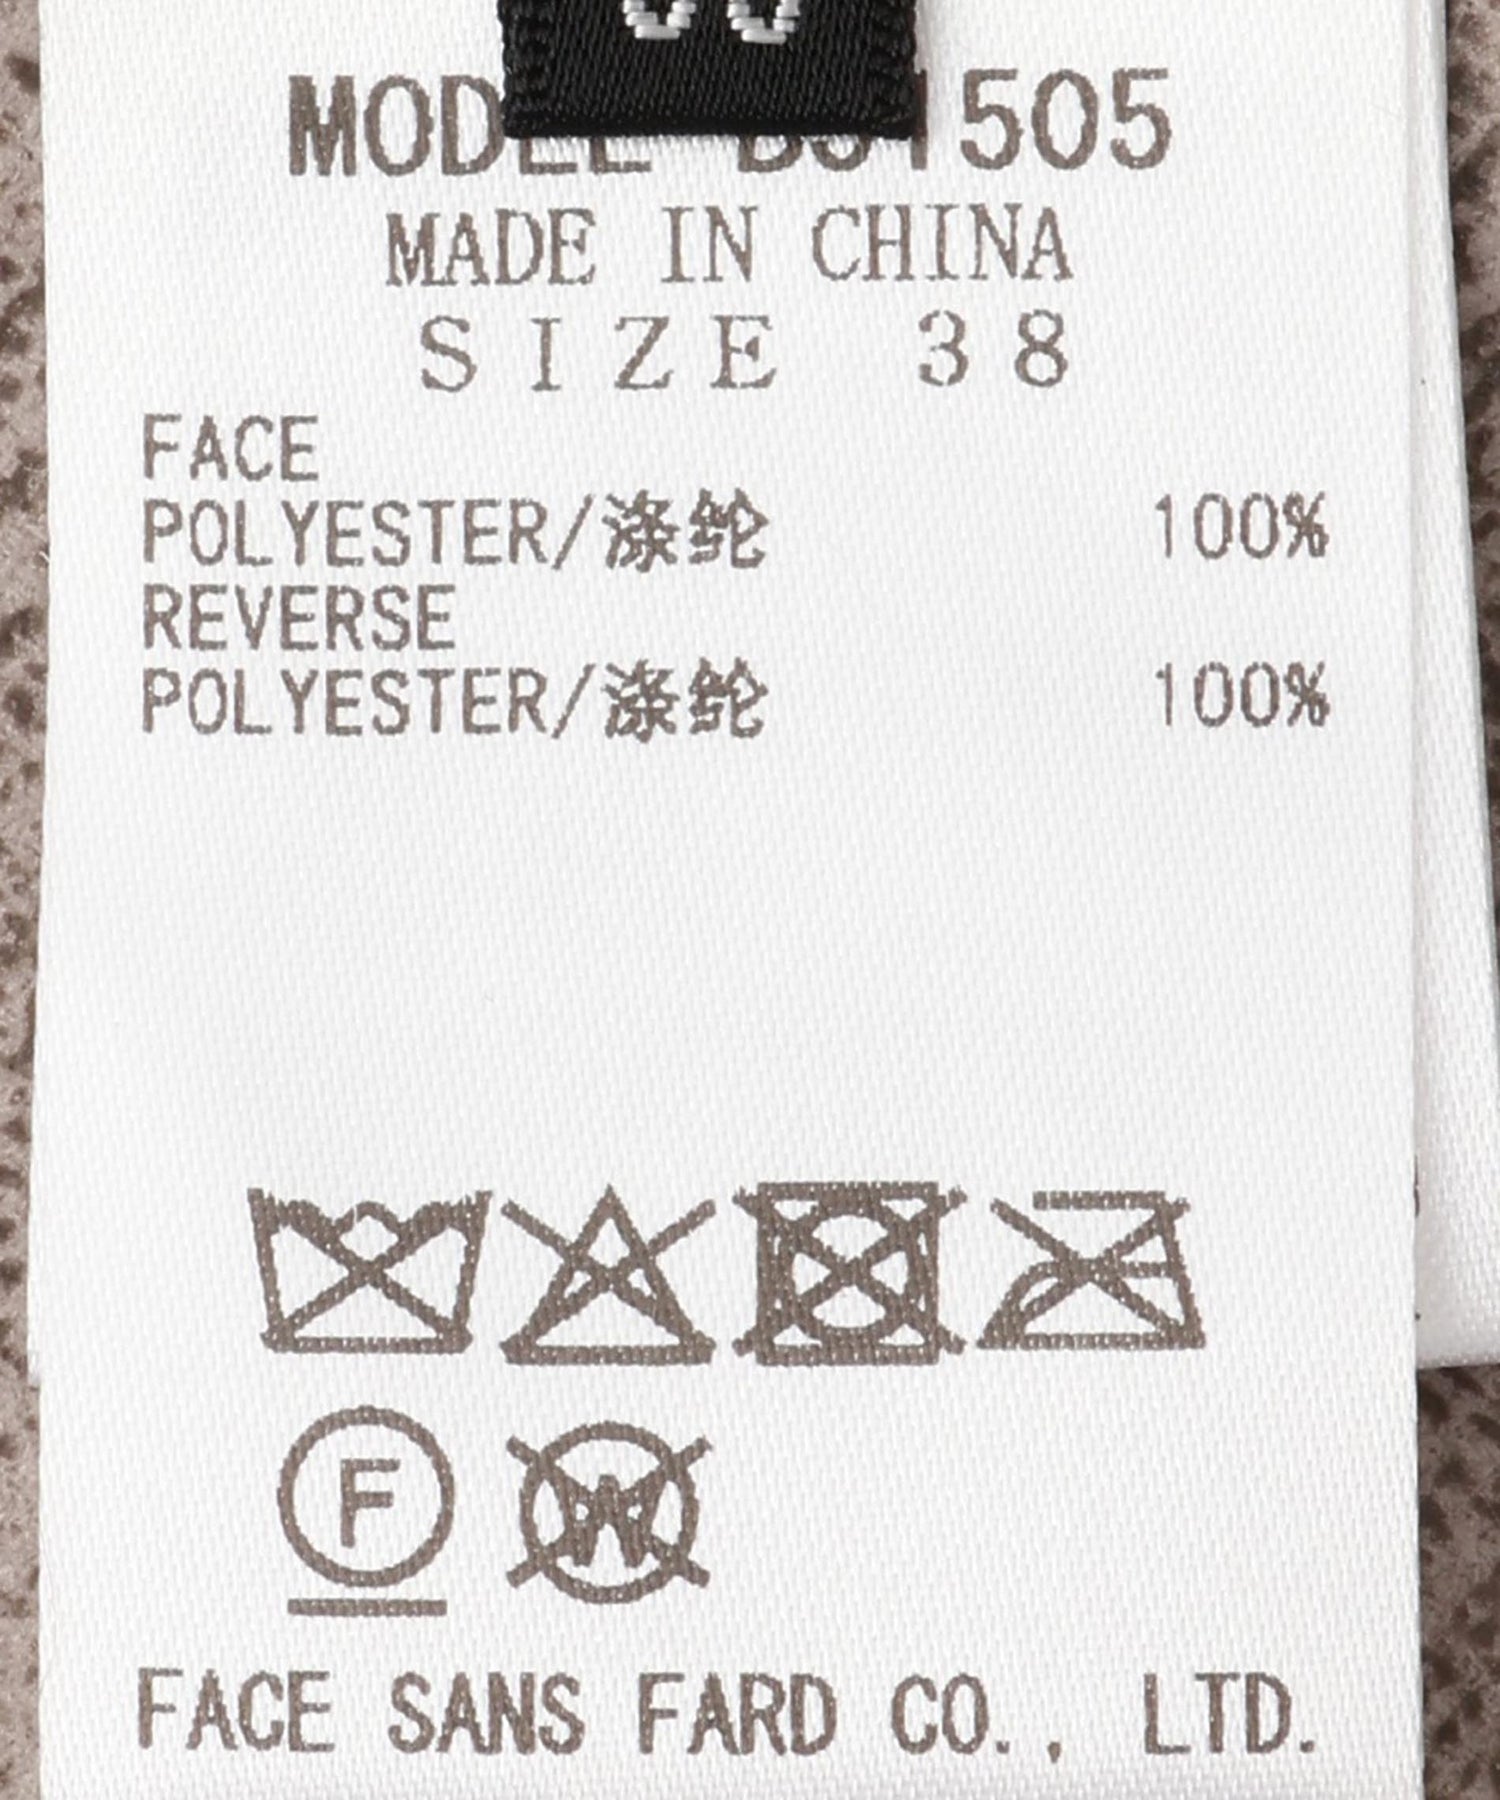 MODEL
MADE IN CHINA
SIZE 38
FACE
POLYESTER/涤纶 100%
REVERSE
POLYESTER/涤纶 100%
F
W
FACE SANS FARD CO., LTD.